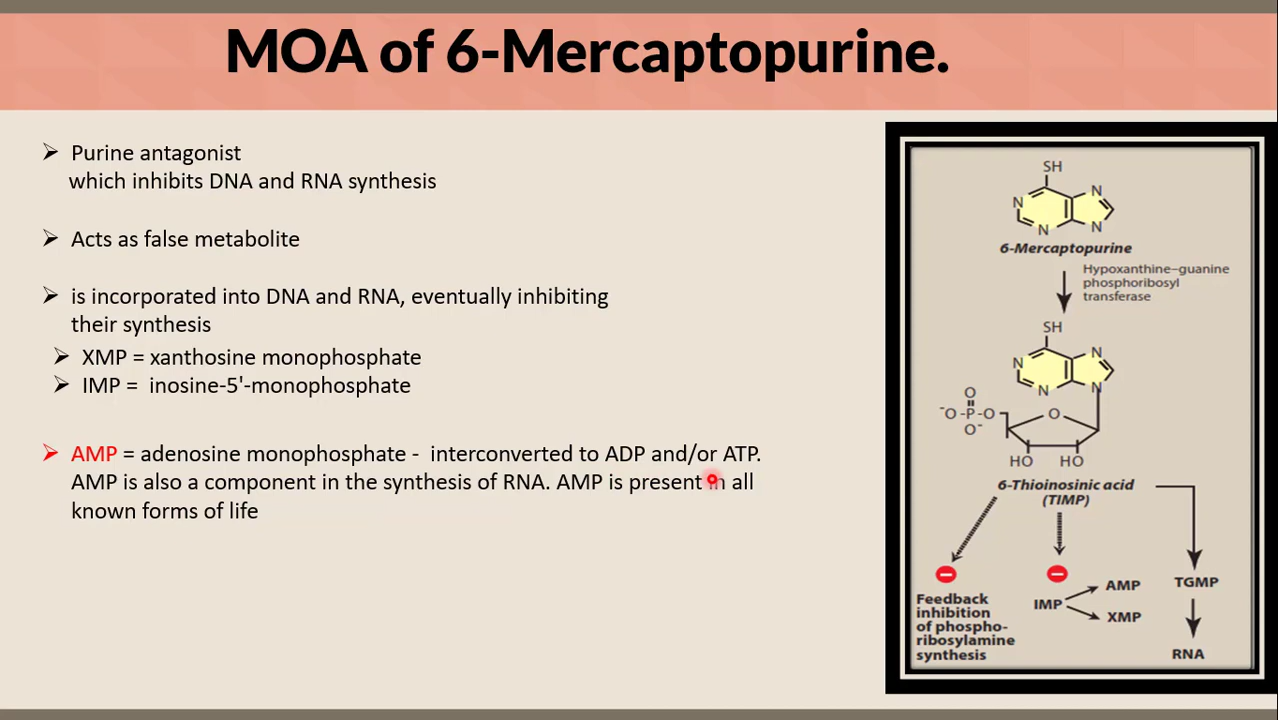 MOA of 6-Mercaptopurine.
➢ Purine antagonist
which inhibits DNA and RNA synthesis
➢ Acts as false metabolite
➢ is incorporated into DNA and RNA, eventually inhibiting
their synthesis
➢ XMP = xanthosine monophosphate
➢ IMP = inosine-5'-monophosphate
➢ AMP = adenosine monophosphate - interconverted to ADP and/or ATP.
AMP is also a component in the synthesis of RNA. AMP is present in all
known forms of life
SH
N
N
N
N
6-Mercaptopurine
Hypoxanthine–guanine
phosphoribosyl
transferase
SH
N
N
N
N
O
⁻O-P-O
O⁻
O
HO HO
6-Thioinosinic acid
(TIMP)
Feedback
inhibition
of phospho-
ribosylamine
synthesis
IMP
AMP
XMP
TGMP
RNA